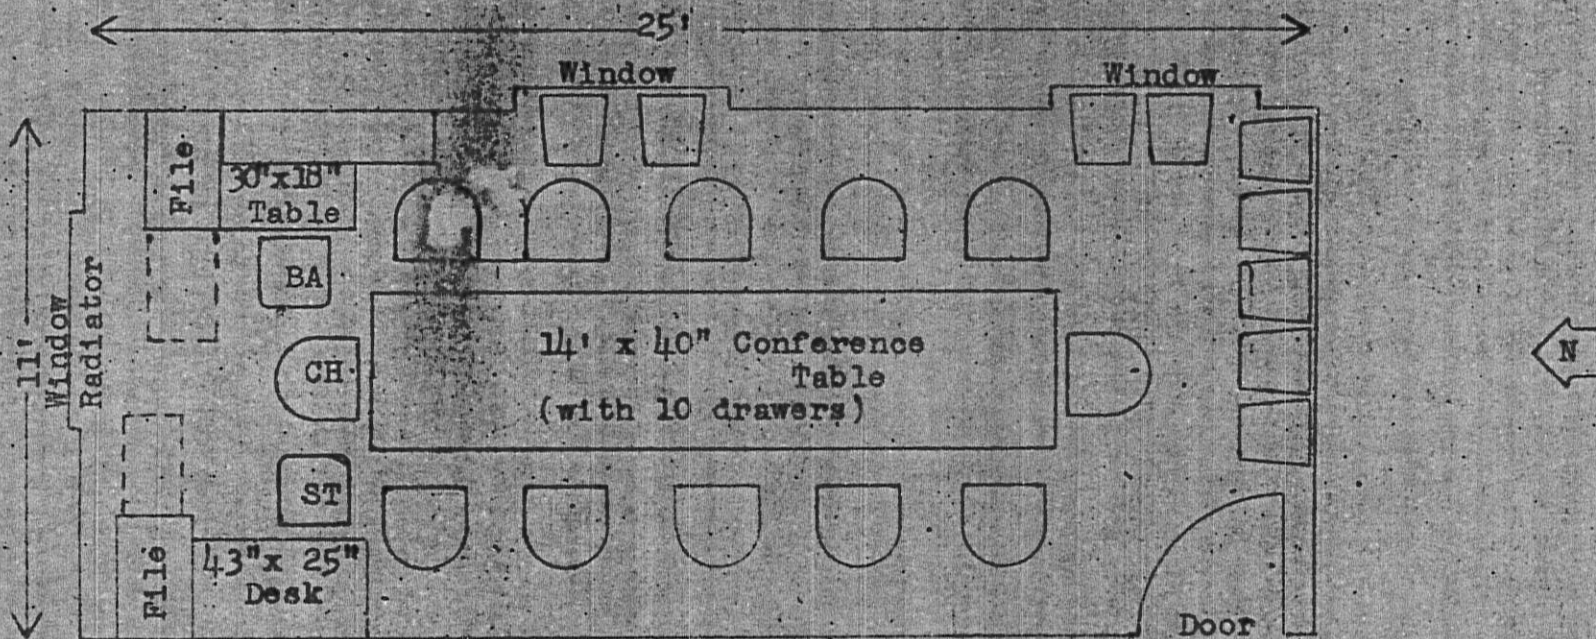 25'
Window
Window
File
30"x18"
Table
BA
11'
Window
Radiator
CH
14' x 40" Conference
Table
(with 10 drawers)
N
ST
File
43"x 25"
Desk
Door